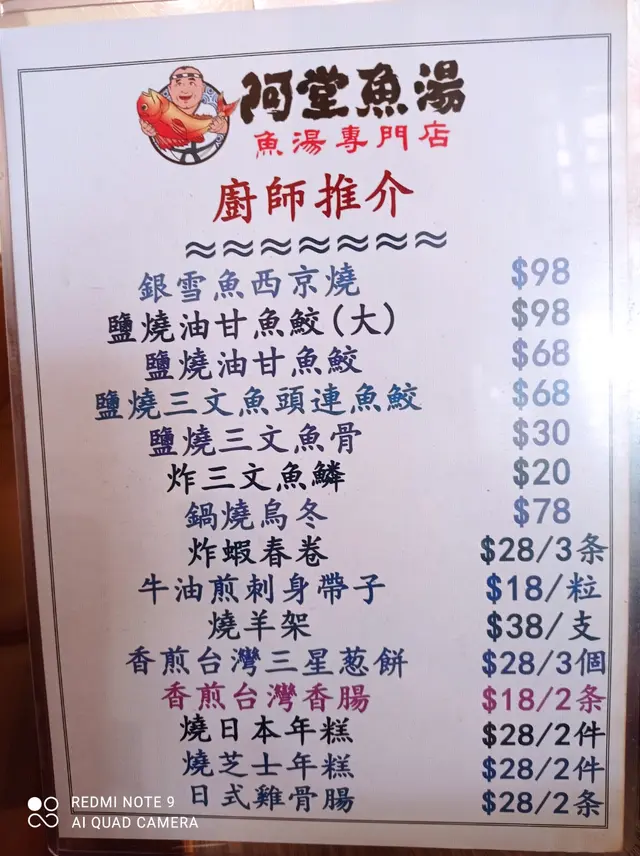 阿堂魚湯
魚湯專門店
廚師推介
銀雪魚西京燒 $98
鹽燒油甘魚鮫(大) $98
鹽燒油甘魚鮫 $68
鹽燒三文魚頭連魚鮫 $68
鹽燒三文魚骨 $30
炸三文魚鱗 $20
鍋燒烏冬 $78
炸蝦春卷 $28/3条
牛油煎刺身帶子 $18/粒
燒羊架 $38/支
香煎台灣三星葱餅 $28/3個
香煎台灣香腸 $18/2条
燒日本年糕 $28/2件
燒芝士年糕 $28/2件
日式雞骨腸 $28/2条
REDMI NOTE 9
AI QUAD CAMERA